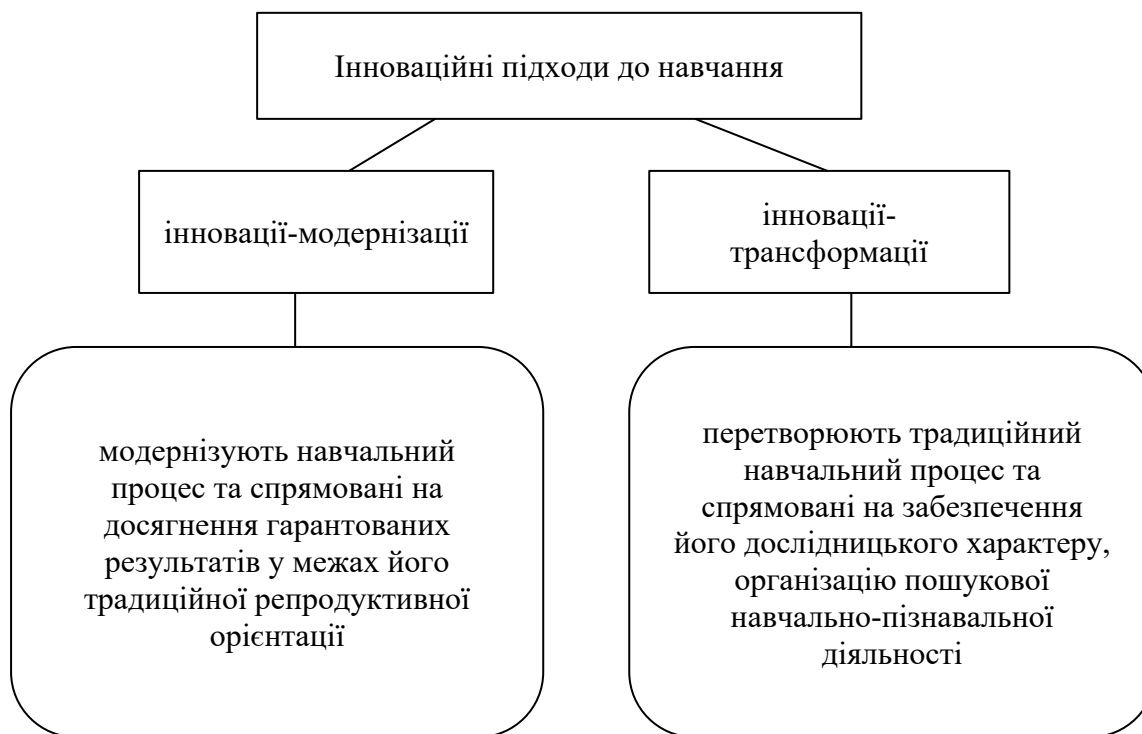 Інноваційні підходи до навчання
інновації-модернізації
інновації-
трансформації
модернізують навчальний
процес та спрямовані на
досягнення гарантованих
результатів у межах його
традиційної репродуктивної
орієнтації
перетворюють традиційний
навчальний процес та
спрямовані на забезпечення
його дослідницького характеру,
організацію пошукової
навчально-пізнавальної
діяльності